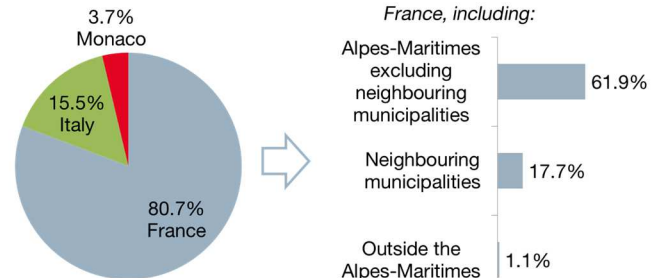 3.7%
Monaco
15.5%
Italy
80.7%
France
France, including:
Alpes-Maritimes
excluding
neighbouring
municipalities
61.9%
Neighbouring
municipalities
17.7%
Outside the
Alpes-Maritimes
1.1%